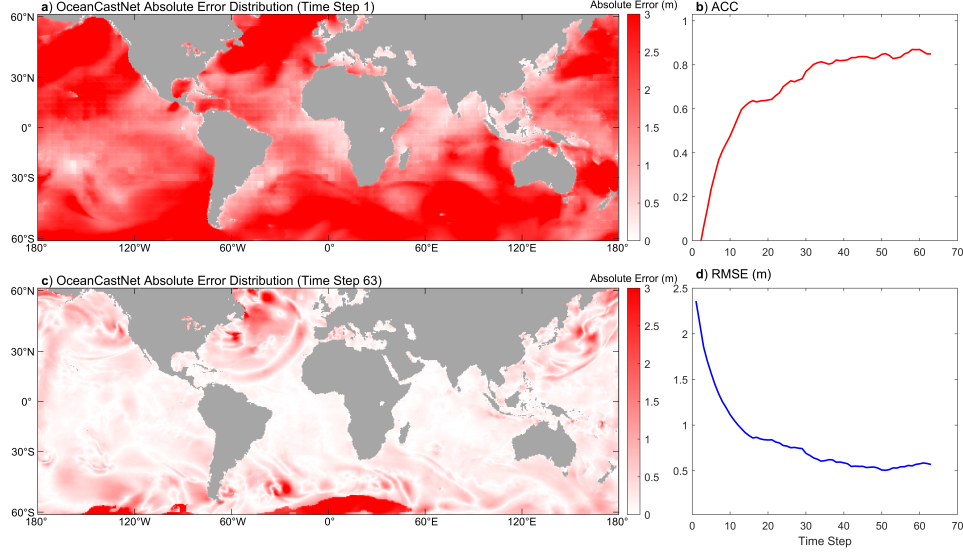 a) OceanCastNet Absolute Error Distribution (Time Step 1)
Absolute Error (m)
60°N
30°N
0°
30°S
60°S
180°
120°W
60°W
0°
60°E
120°E
180°
3
2.5
2
1.5
1
0.5
0
b) ACC
1
0.8
0.6
0.4
0.2
0
0 10 20 30 40 50 60 70
c) OceanCastNet Absolute Error Distribution (Time Step 63)
Absolute Error (m)
60°N
30°N
0°
30°S
60°S
180°
120°W
60°W
0°
60°E
120°E
180°
3
2.5
2
1.5
1
0.5
0
d) RMSE (m)
2.5
2
1.5
1
0.5
0 10 20 30 40 50 60 70
Time Step